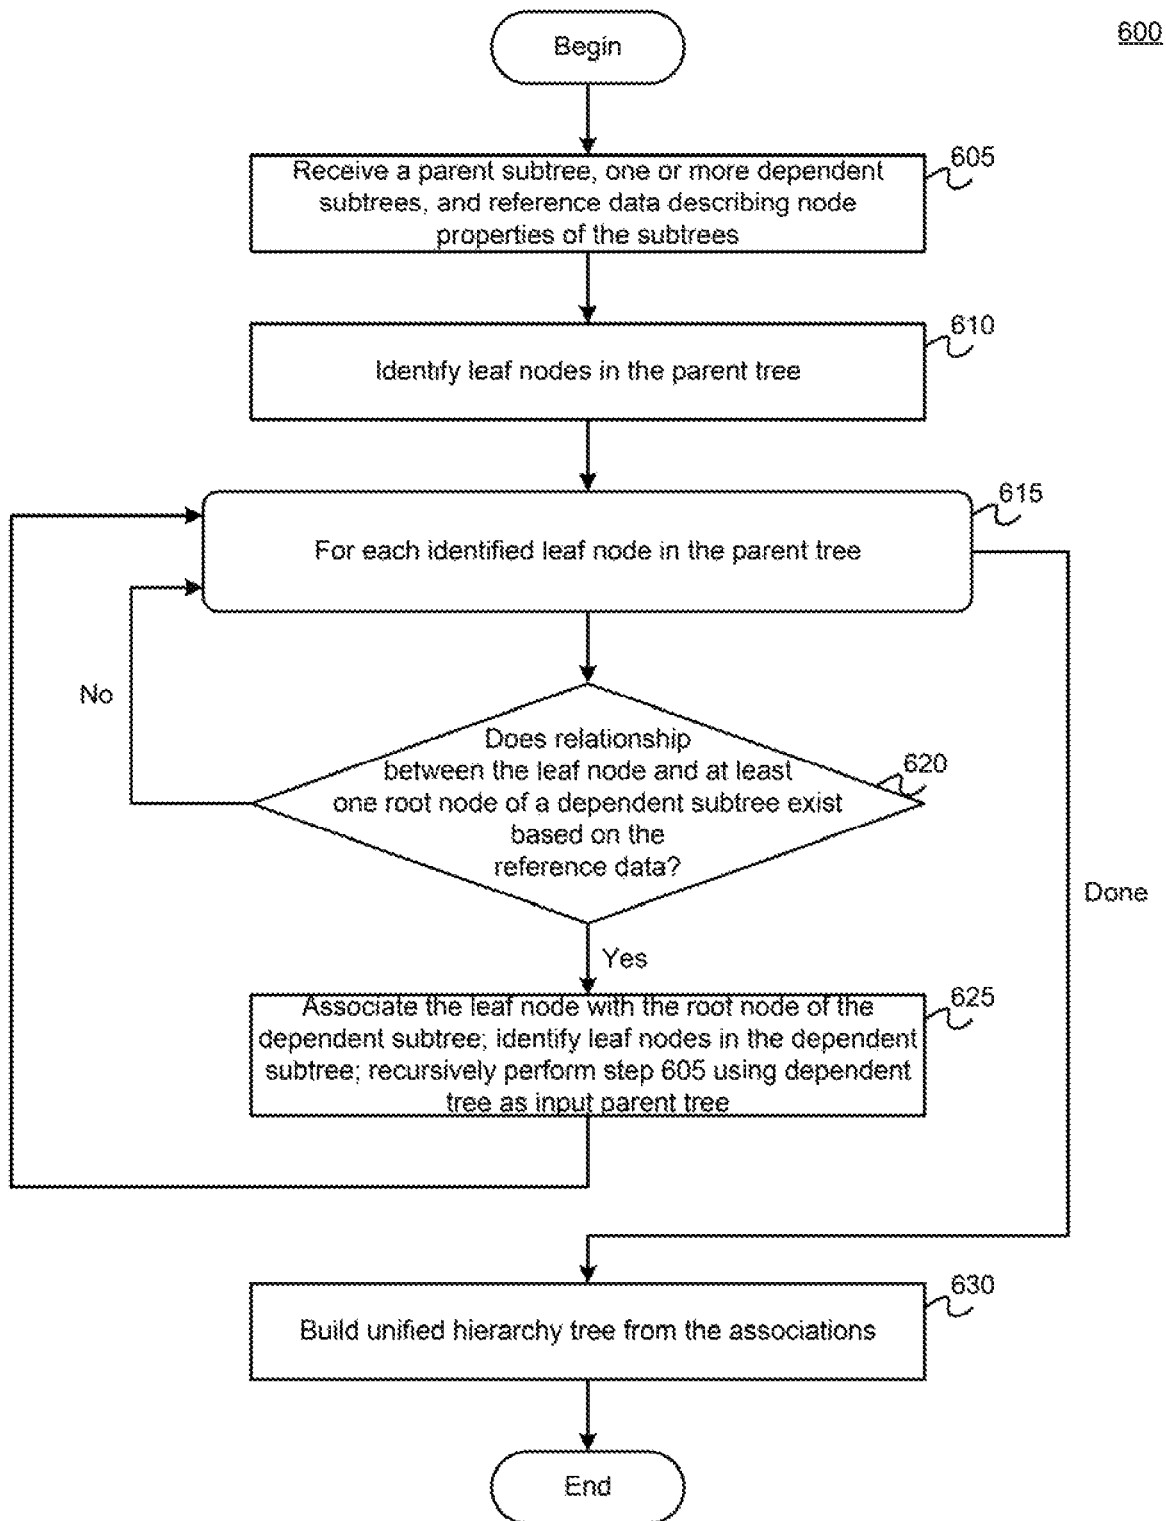 600
Begin
605
Receive a parent subtree, one or more dependent
subtrees, and reference data describing node
properties of the subtrees
610
Identify leaf nodes in the parent tree
615
For each identified leaf node in the parent tree
No
Does relationship
between the leaf node and at least
one root node of a dependent subtree exist
based on the
reference data?
620
Done
Yes
625
Associate the leaf node with the root node of the
dependent subtree; identify leaf nodes in the dependent
subtree; recursively perform step 605 using dependent
tree as input parent tree
630
Build unified hierarchy tree from the associations
End